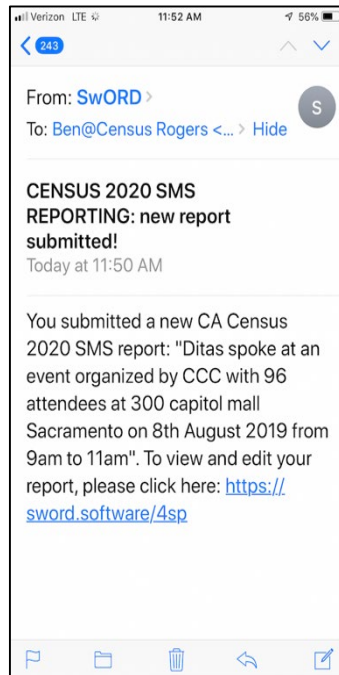 Verizon LTE 11:52 AM 56%
243
From: SwORD
S
To: Ben@Census Rogers <... Hide
CENSUS 2020 SMS
REPORTING: new report
submitted!
Today at 11:50 AM
You submitted a new CA Census
2020 SMS report: "Ditas spoke at an
event organized by CCC with 96
attendees at 300 capitol mall
Sacramento on 8th August 2019 from
9am to 11am". To view and edit your
report, please click here: https://
sword.software/4sp